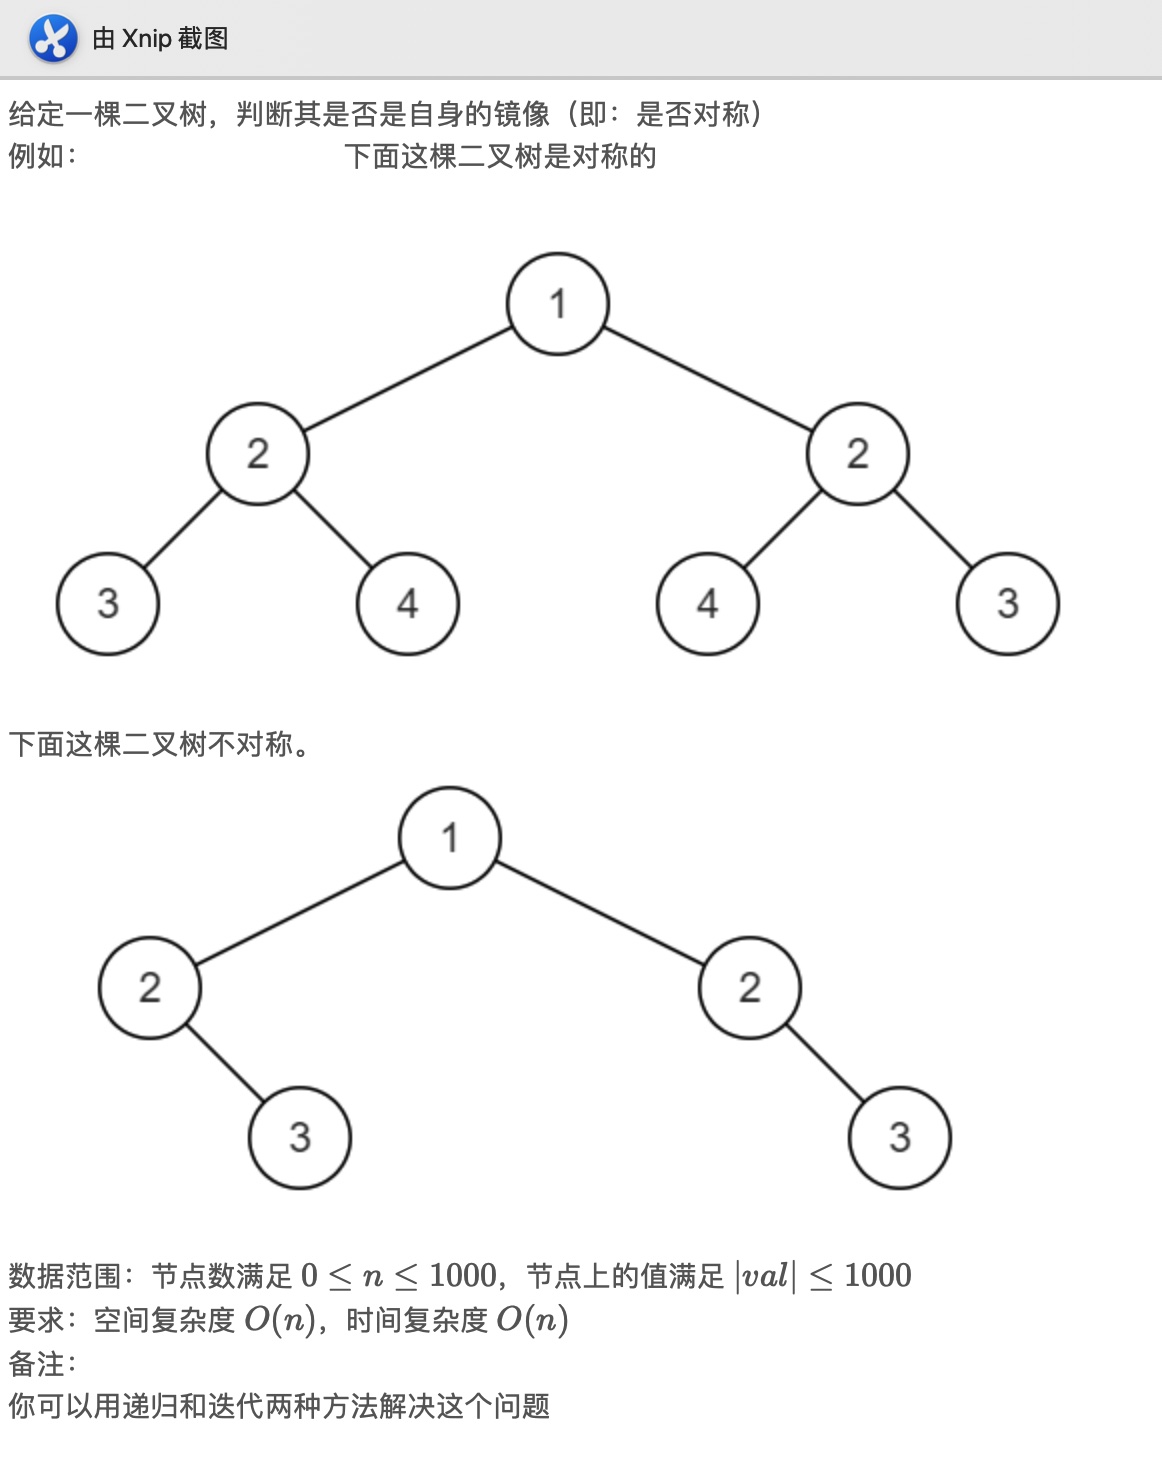 由 Xnip 截图
给定一棵二叉树，判断其是否是自身的镜像（即：是否对称）
例如： 下面这棵二叉树是对称的
1
2 2
3 4 4 3
下面这棵二叉树不对称。
1
2 2
3 3
数据范围：节点数满足 0 ≤ n ≤ 1000，节点上的值满足 |val| ≤ 1000
要求：空间复杂度 O(n)，时间复杂度 O(n)
备注：
你可以用递归和迭代两种方法解决这个问题